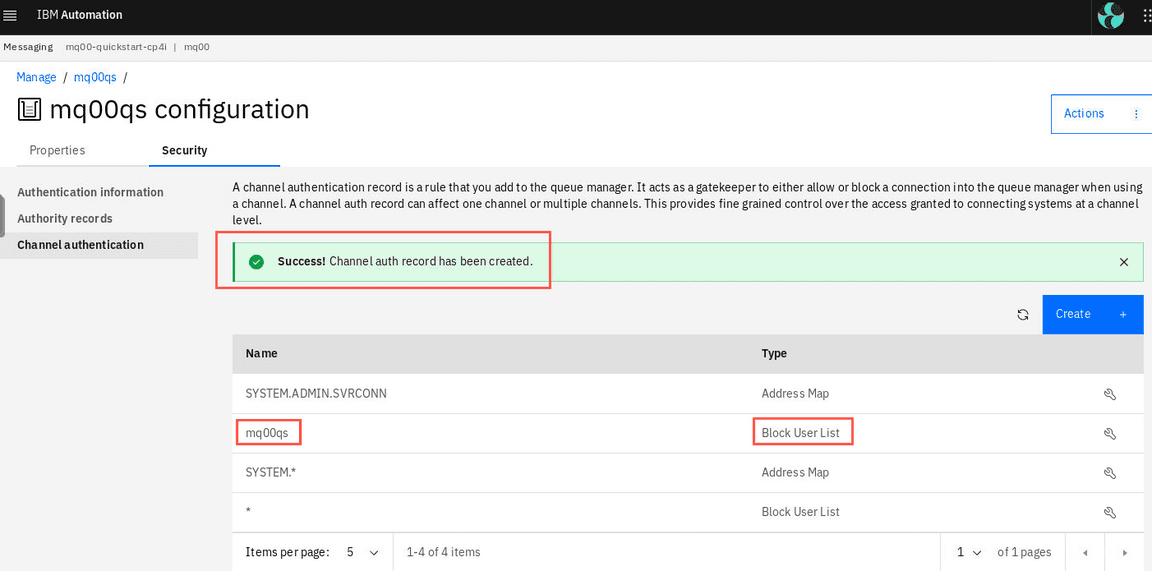 IBM Automation
Messaging mq00-quickstart-cp4i | mq00
Manage / mq00qs /
mq00qs configuration
Actions
Properties Security
Authentication information
Authority records
Channel authentication
A channel authentication record is a rule that you add to the queue manager. It acts as a gatekeeper to either allow or block a connection into the queue manager when using
a channel. A channel auth record can affect one channel or multiple channels. This provides fine grained control over the access granted to connecting systems at a channel
level.
Success! Channel auth record has been created.
Create +
Name Type
SYSTEM.ADMIN.SVRCONN Address Map
mq00qs Block User List
SYSTEM.* Address Map
* Block User List
Items per page: 5 1-4 of 4 items 1 of 1 pages